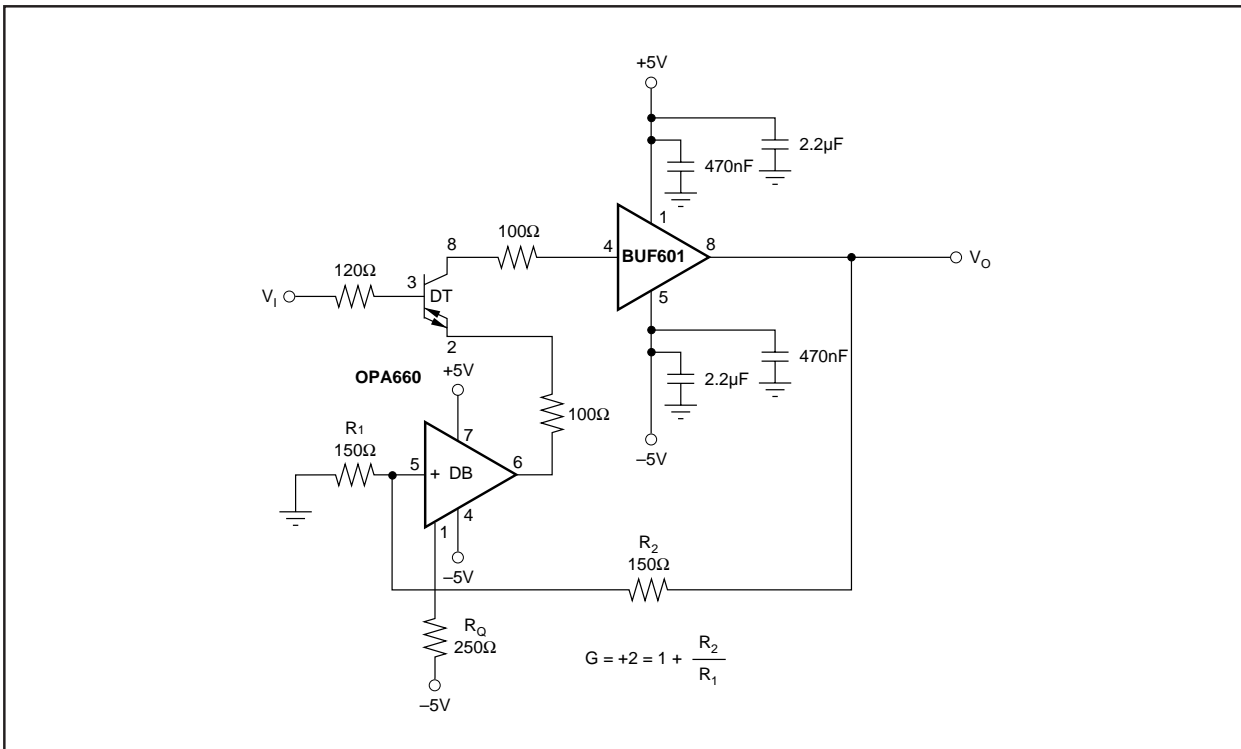 +5V
2.2µF
470nF
1
100Ω
8
4
BUF601
8
V_O
120Ω
3
DT
V_I
5
2
470nF
2.2µF
OPA660
+5V
100Ω
–5V
R₁
150Ω
7
5
+
DB
6
4
1
–5V
R₂
150Ω
R_Q
250Ω
–5V
G = +2 = 1 + R₂ / R₁